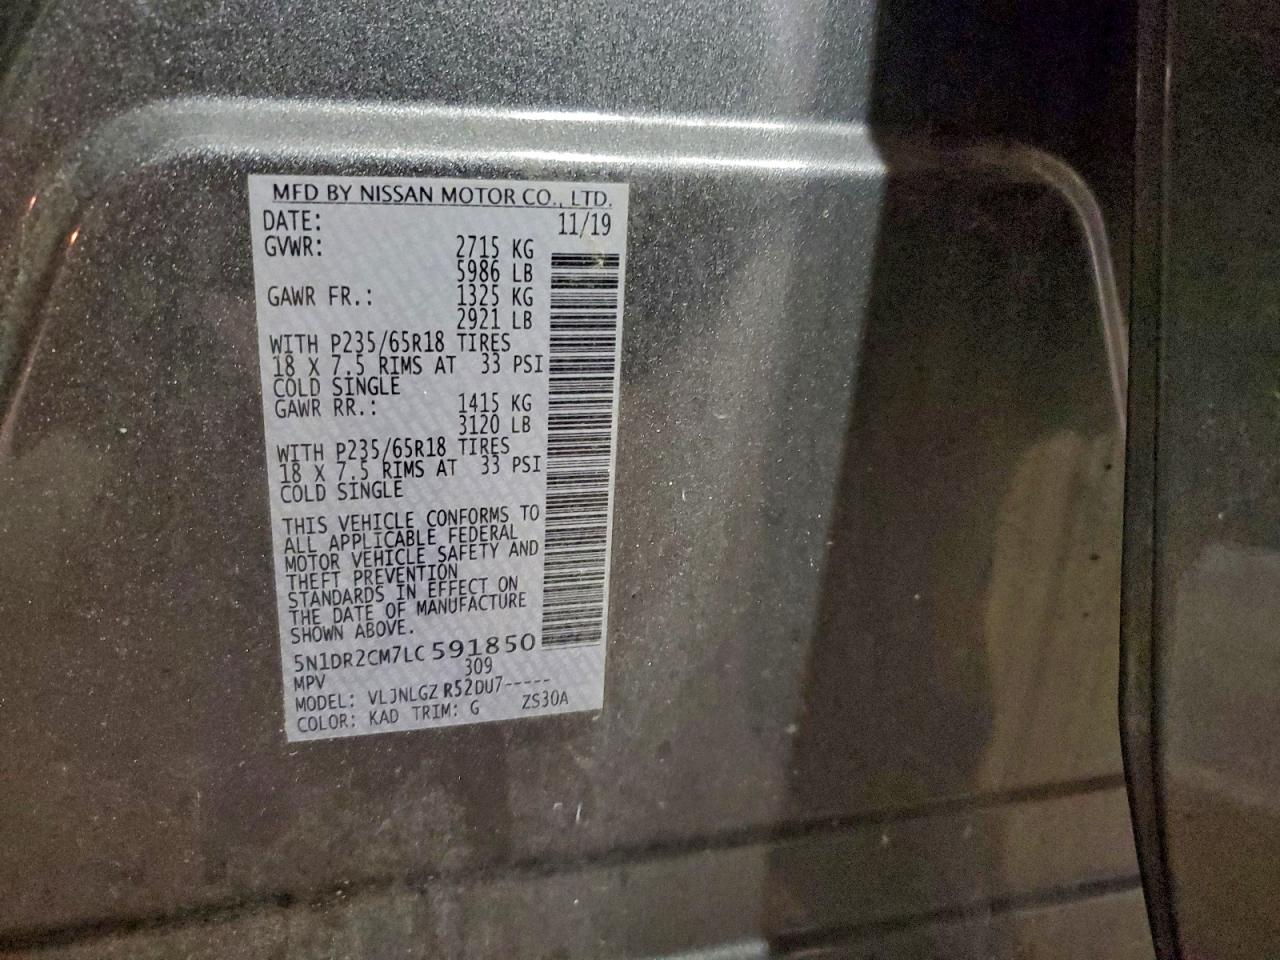 MFD BY NISSAN MOTOR CO., LTD.
DATE: 11/19
GVWR: 2715 KG
5986 LB
GAWR FR.: 1325 KG
2921 LB
WITH P235/65R18 TIRES
18 X 7.5 RIMS AT 33 PSI
COLD SINGLE
GAWR RR.: 1415 KG
3120 LB
WITH P235/65R18 TIRES
18 X 7.5 RIMS AT 33 PSI
COLD SINGLE
THIS VEHICLE CONFORMS TO
ALL APPLICABLE FEDERAL
MOTOR VEHICLE SAFETY AND
THEFT PREVENTION
STANDARDS IN EFFECT ON
THE DATE OF MANUFACTURE
SHOWN ABOVE.
5N1DR2CM7LC591850
MPV 309
MODEL: VLJNLGZ R52DU7-----
COLOR: KAD TRIM: G ZS30A